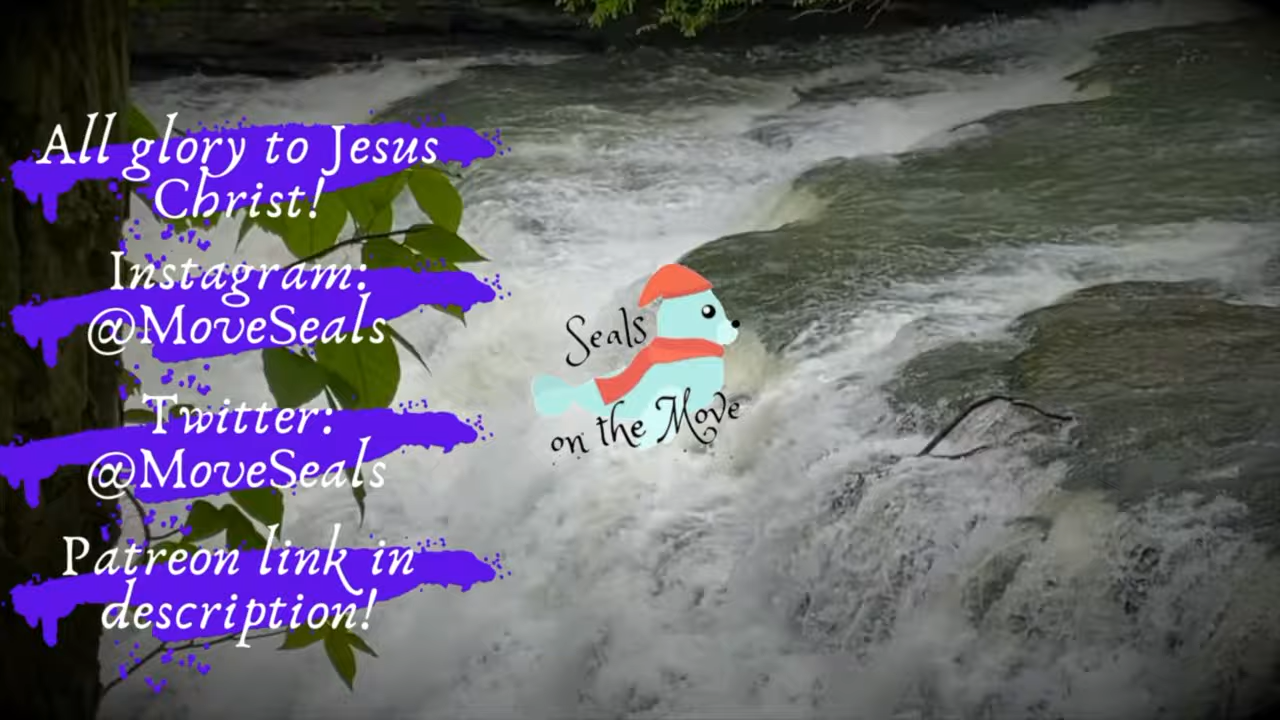 All glory to Jesus
Christ!
Instagram:
@MoveSeals
Twitter:
@MoveSeals
Patreon link in
description!
Seals
on the Move